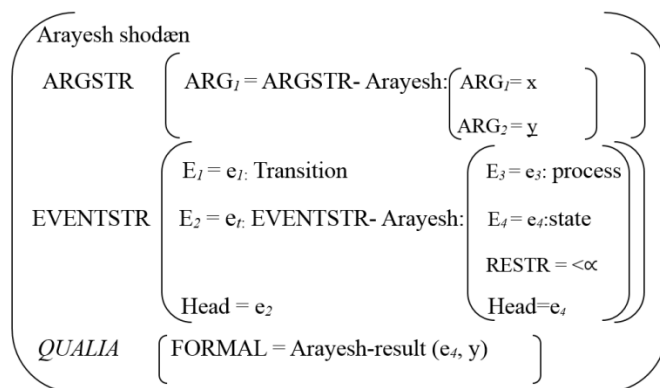 Arayesh shodæn
ARGSTR ARG1 = ARGSTR- Arayesh: ARG1= x
ARG2 = y
E1 = e1: Transition E3 = e3: process
EVENTSTR E2 = et: EVENTSTR- Arayesh: E4 = e4:state
RESTR = <∝
Head = e2 Head=e4
QUALIA FORMAL = Arayesh-result (e4, y)